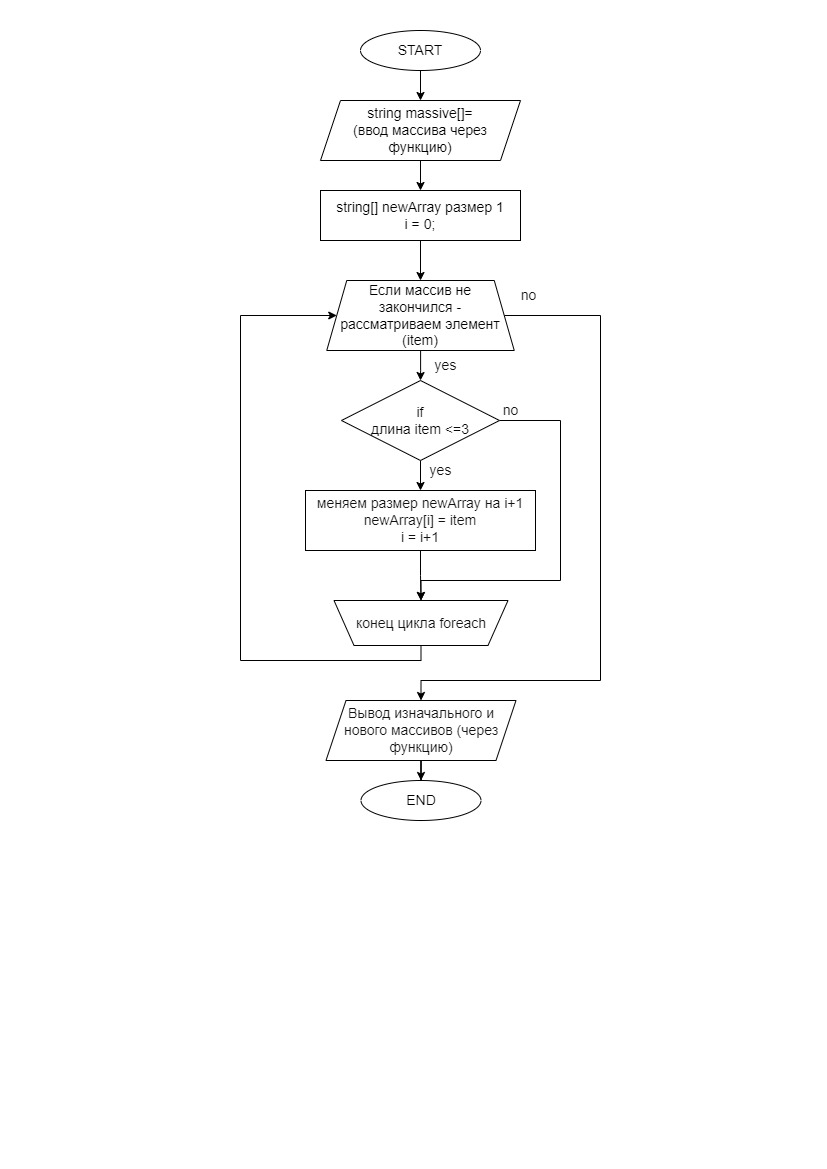 START
string massive[]=
(ввод массива через
функцию)
string[] newArray размер 1
i = 0;
Если массив не
закончился -
рассматриваем элемент
(item)
no
yes
if
длина item <=3
no
yes
меняем размер newArray на i+1
newArray[i] = item
i = i+1
конец цикла foreach
Вывод изначального и
нового массивов (через
функцию)
END